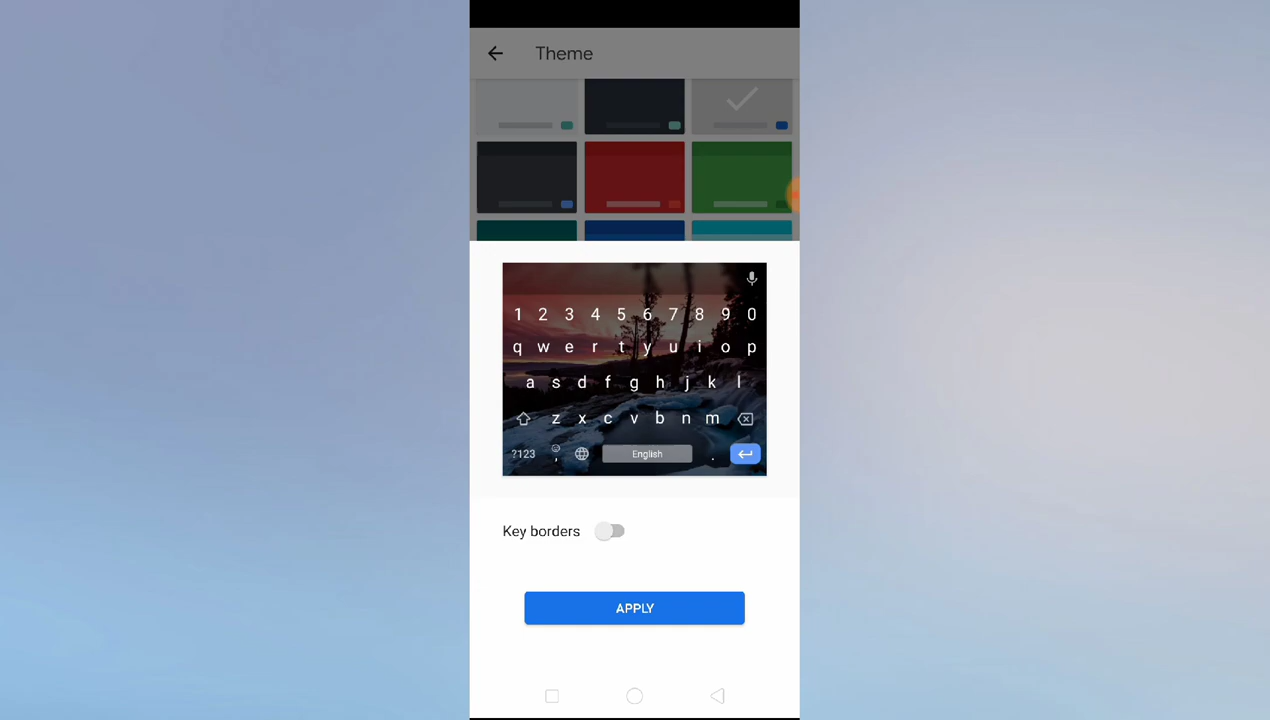 Theme
1 2 3 4 5 6 7 8 9 0
q w e r t y u i o p
a s d f g h j k l
z x c v b n m
?123 , English .
Key borders
APPLY